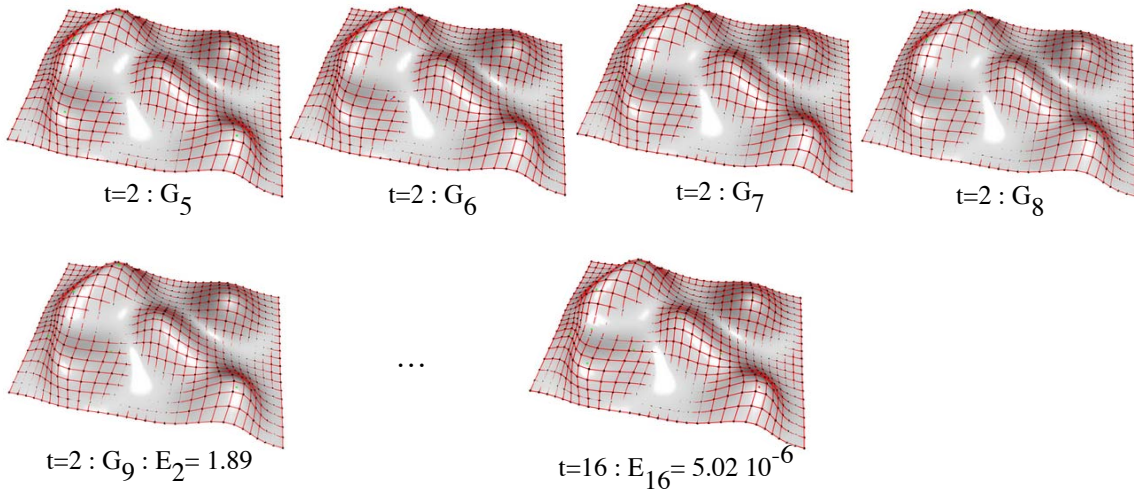 t=2 : G5
t=2 : G6
t=2 : G7
t=2 : G8
...
t=2 : G9 : E2= 1.89
t=16 : E16= 5.02 10-6